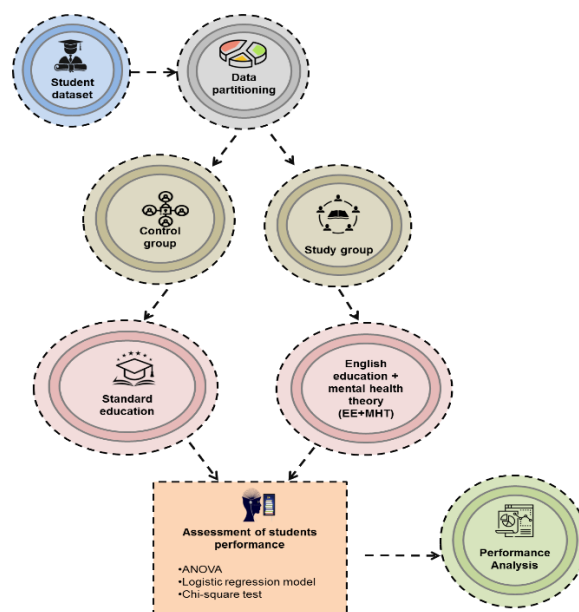 Student
dataset
Data
partitioning
Control
group
Study group
Standard
education
English
education +
mental health
theory
(EE+MHT)
Assessment of students
performance
•ANOVA
•Logistic regression model
•Chi-square test
Performance
Analysis